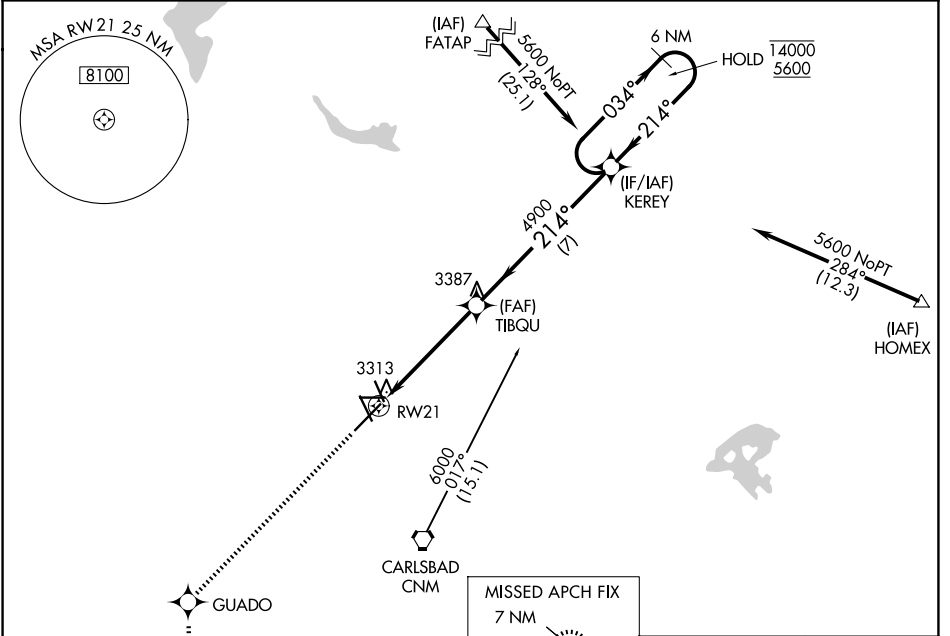 MSA RW21 25 NM
8100
(IAF)
FATAP
5600 NoPT
128°
(25.1)
6 NM
HOLD
14000
5600
034°
214°
(IF/IAF)
KEREY
4900
214°
(7)
5600 NoPT
284°
(12.3)
(IAF)
HOMEX
3387
(FAF)
TIBQU
3313
RW21
6000
017°
(15.1)
CARLSBAD
CNM
GUADO
MISSED APCH FIX
7 NM